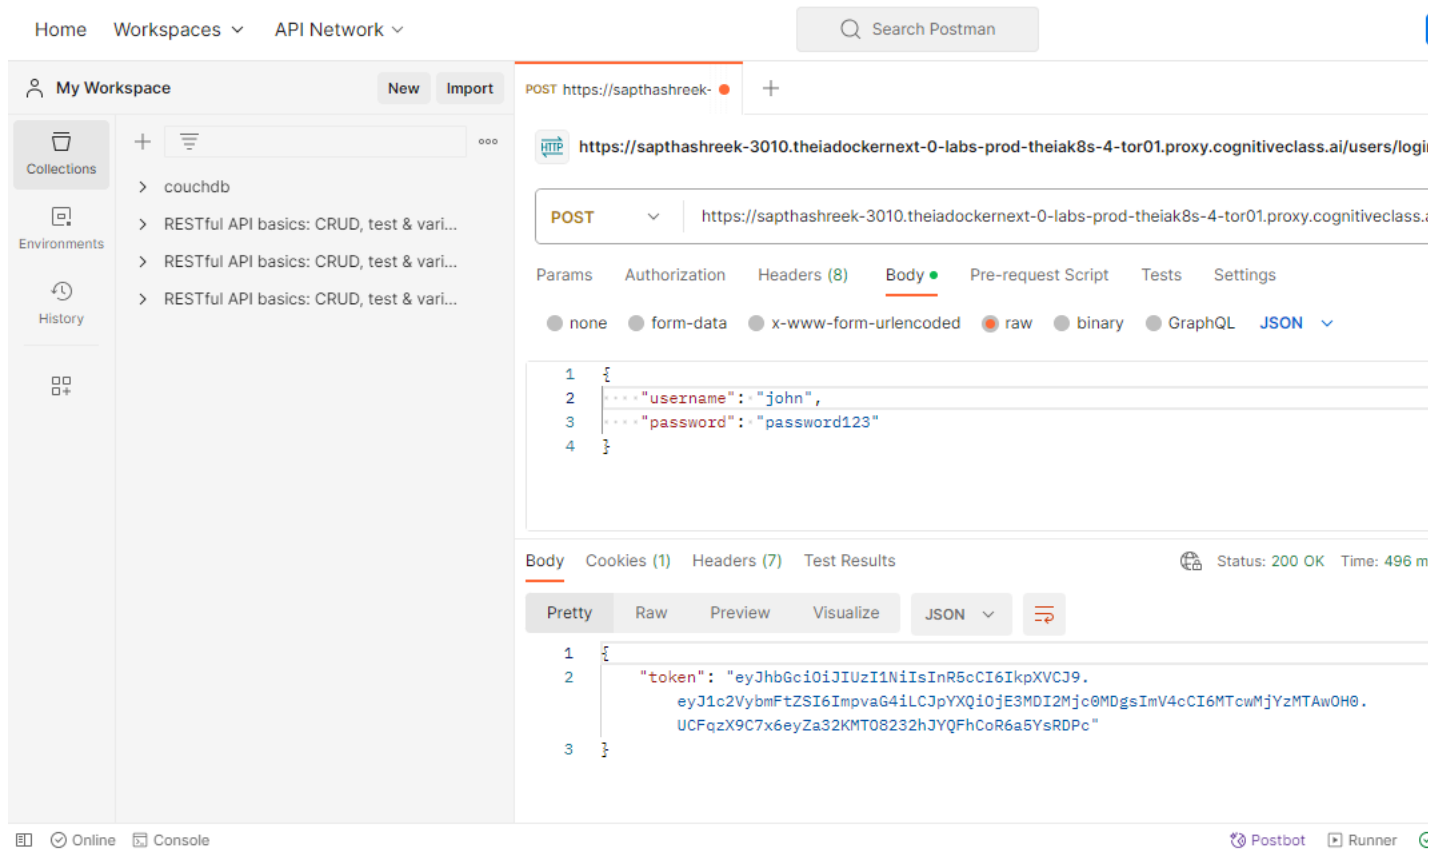 Home Workspaces API Network Search Postman
My Workspace New Import
POST https://sapthashreek-
Collections
Environments
History
couchdb
RESTful API basics: CRUD, test & vari...
RESTful API basics: CRUD, test & vari...
RESTful API basics: CRUD, test & vari...
HTTP https://sapthashreek-3010.theiadockernext-0-labs-prod-theiak8s-4-tor01.proxy.cognitiveclass.ai/users/logi
POST https://sapthashreek-3010.theiadockernext-0-labs-prod-theiak8s-4-tor01.proxy.cognitiveclass.
Params Authorization Headers (8) Body Pre-request Script Tests Settings
none form-data x-www-form-urlencoded raw binary GraphQL JSON
1 {
2 "username": "john",
3 "password": "password123"
4 }
Body Cookies (1) Headers (7) Test Results Status: 200 OK Time: 496 m
Pretty Raw Preview Visualize JSON
1 {
2 "token": "eyJhbGciOiJIUzI1NiIsInR5cCI6IkpXVCJ9.
eyJ1c2VybmFtZSI6ImpvaG4iLCJpYXQiOjE3MDI2Mjc0MDgsImV4cCI6MTcwMjYzMTAwOH0.
UCFqzX9C7x6eyZa32KMTO8232hJYQFhCoR6a5YsRDPc"
3 }
Online Console Postbot Runner